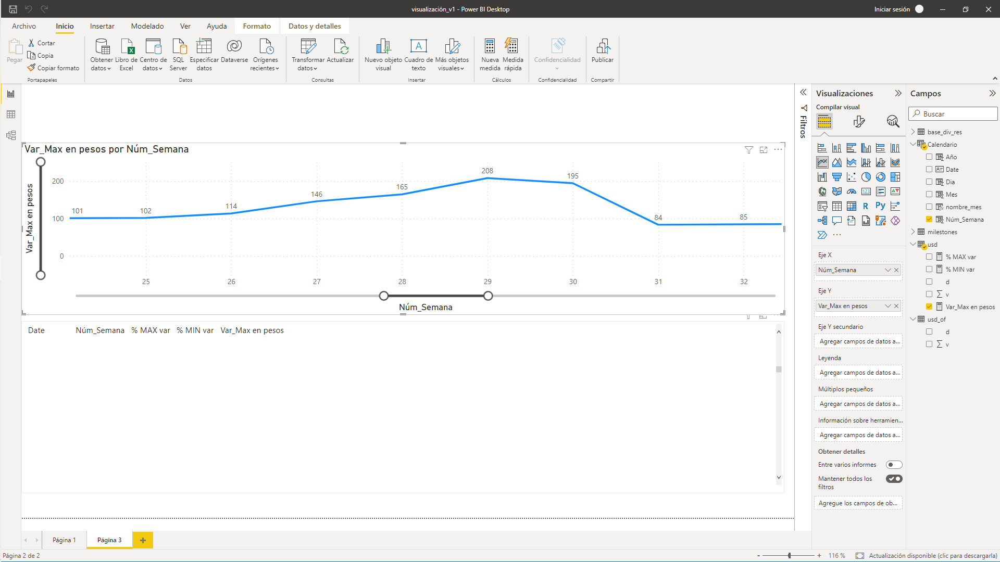 visualización_v1 - Power BI Desktop
Iniciar sesión
Archivo
Inicio
Insertar
Modelado
Ver
Ayuda
Formato
Datos y detalles
Pegar
Cortar
Copia
Copiar formato
Portapapeles
Obtener datos
Libro de Excel
Centro de datos
SQL Server
Especificar datos
Dataverse
Orígenes recientes
Datos
Transformar datos
Actualizar
Consultas
Nuevo objeto visual
Cuadro de texto
Más objetos visuales
Insertar
Nueva medida
Medida rápida
Cálculos
Confidencialidad
Confidencialidad
Publicar
Compartir
Var_Max en pesos por Núm_Semana
Var_Max en pesos
200
100
0
101
102
114
146
165
208
195
84
85
25
26
27
28
29
30
31
32
Núm_Semana
Date
Núm_Semana
% MAX var
% MIN var
Var_Max en pesos
Filtros
Visualizaciones
Compilar visual
123
R
Py
Eje X
Núm_Semana
Eje Y
Var_Max en pesos
Eje Y secundario
Agregar campos de datos a...
Leyenda
Agregar campos de datos a...
Múltiplos pequeños
Agregar campos de datos a...
Información sobre herramien...
Agregar campos de datos a...
Obtener detalles
Entre varios informes
Mantener todos los
filtros
Agregue los campos de ob...
Campos
Buscar
base_div_res
Calendario
Año
Date
Dia
Mes
nombre_mes
Núm_Semana
milestones
usd
% MAX var
% MIN var
d
v
Var_Max en pesos
usd_of
d
v
Página 1
Página 3
Página 2 de 2
- + 116 %
Actualización disponible (clic para descargarla)